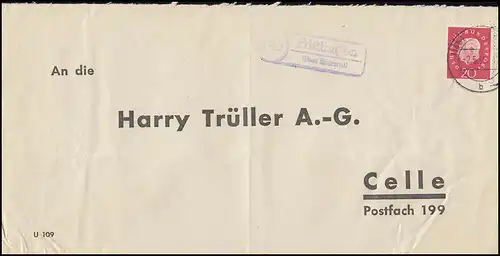 DEUTSCHE BUNDESPOST
20
b
An die
Harry Trüller A.-G.
Celle
Postfach 199
U 109